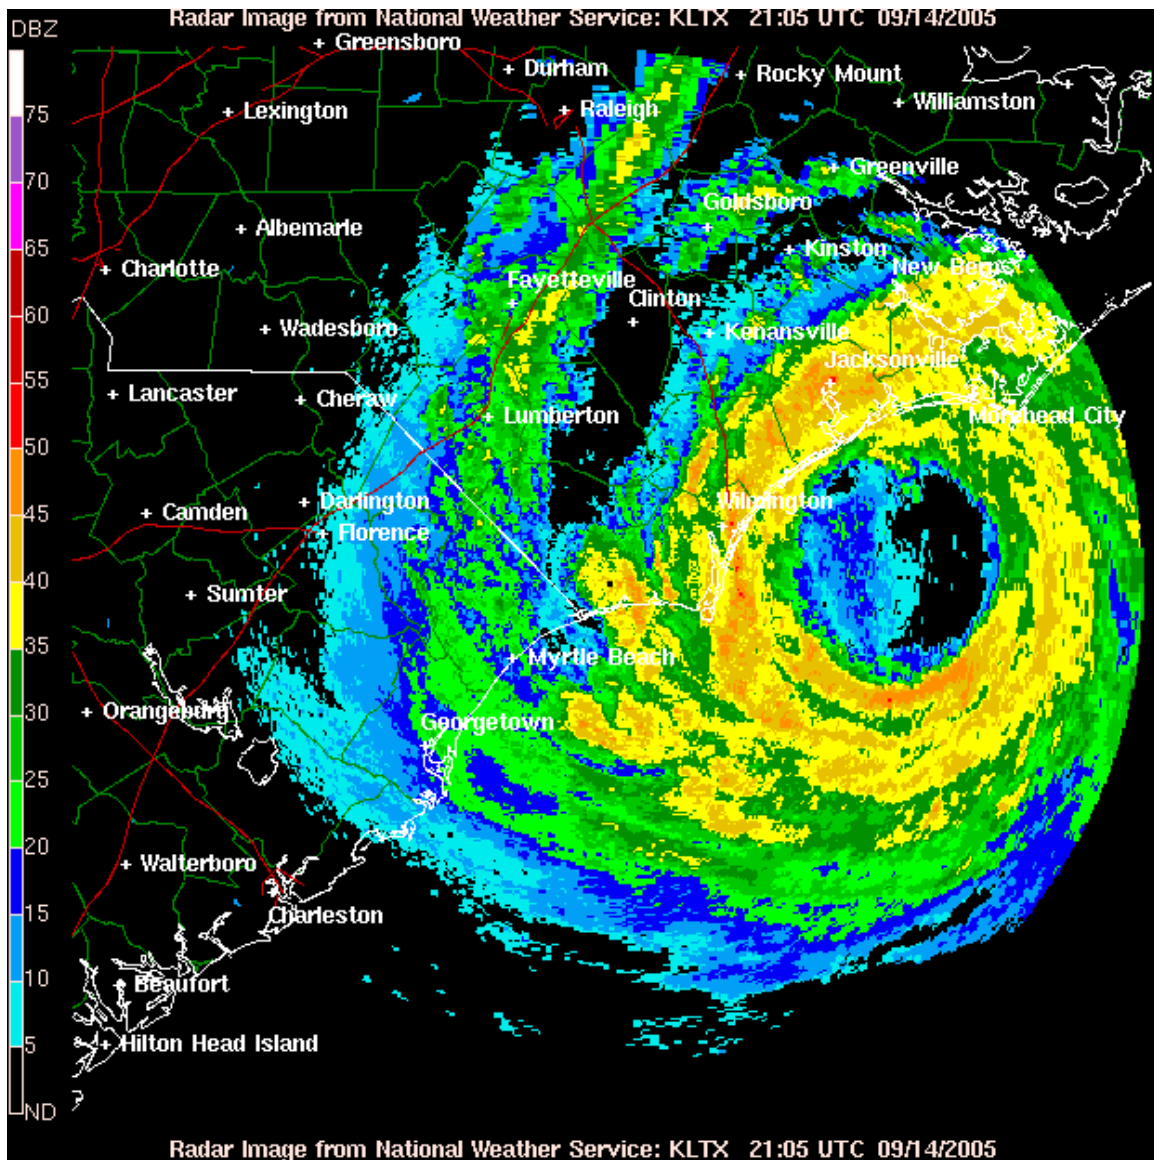 Radar Image from National Weather Service: KLTX 21:05 UTC 09/14/2005
DBZ
Greensboro
Durham
Rocky Mount
Williamston
75
Lexington
Raleigh
Greenville
70
Goldsboro
65
Albemarle
Kinston
Charlotte
New Bern
Fayetteville
Clinton
60
Wadesboro
Kenansville
Jacksonville
55
Lancaster
Cheraw
Lumberton
Morehead City
50
Darlington
Wilmington
45
Camden
Florence
40
Sumter
35
Myrtle Beach
30
Orangeburg
Georgetown
25
20
Walterboro
15
Charleston
10
Beaufort
5
Hilton Head Island
ND
Radar Image from National Weather Service: KLTX 21:05 UTC 09/14/2005